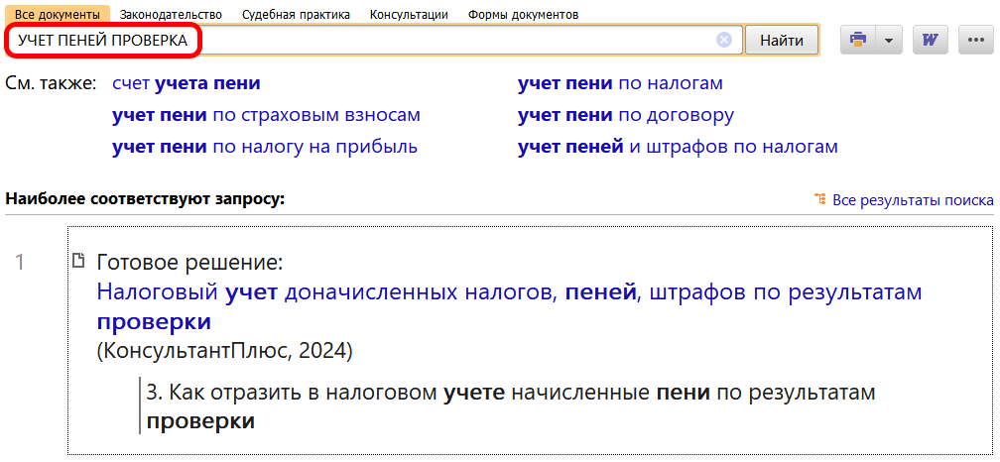 Все документы Законодательство Судебная практика Консультации Формы документов
УЧЕТ ПЕНЕЙ ПРОВЕРКА Найти W
См. также: счет учета пени учет пени по налогам
учет пени по страховым взносам учет пени по договору
учет пени по налогу на прибыль учет пеней и штрафов по налогам
Наиболее соответствуют запросу: Все результаты поиска
1 Готовое решение:
Налоговый учет доначисленных налогов, пеней, штрафов по результатам
проверки
(КонсультантПлюс, 2024)
3. Как отразить в налоговом учете начисленные пени по результатам
проверки